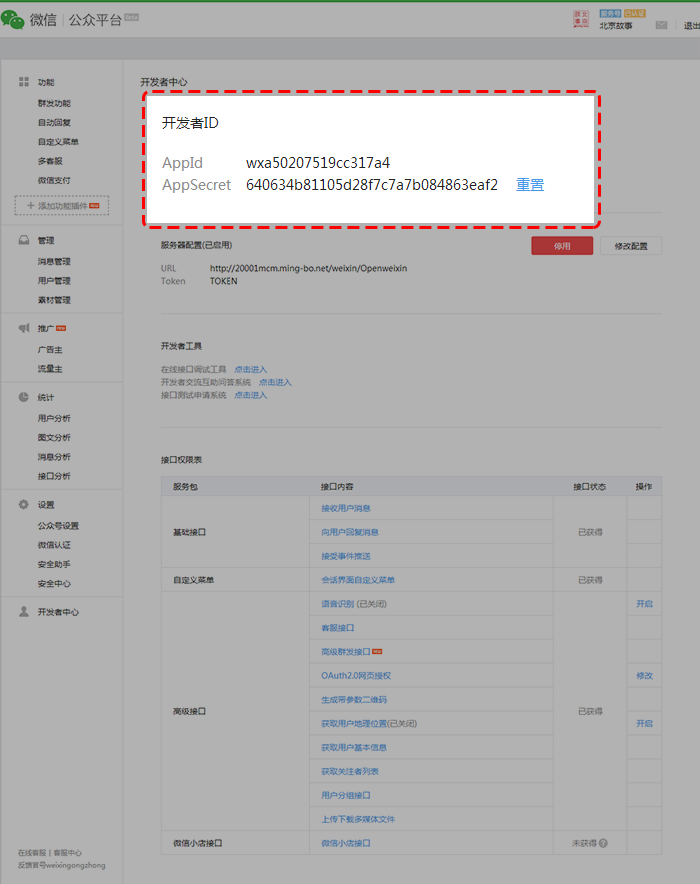 微信 | 公众平台 Beta
服务号 已认证
北京故事
退出
功能
群发功能
自动回复
自定义菜单
多客服
微信支付
+ 添加功能插件 NEW
管理
消息管理
用户管理
素材管理
推广 NEW
广告主
流量主
统计
用户分析
图文分析
消息分析
接口分析
设置
公众号设置
微信认证
安全助手
安全中心
开发者中心
在线客服 | 客服中心
反馈官号weixingongzhong
开发者中心
开发者ID
AppId wxa50207519cc317a4
AppSecret 640634b81105d28f7c7a7b084863eaf2 重置
服务器配置(已启用) 停用 修改配置
URL http://20001mcm.ming-bo.net/weixin/Openweixin
Token TOKEN
开发者工具
在线接口调试工具 点击进入
开发者交流互助问答系统 点击进入
接口测试申请系统 点击进入
接口权限表
服务包 接口内容 接口状态 操作
接收用户消息
基础接口 向用户回复消息 已获得
接受事件推送
自定义菜单 会话界面自定义菜单 已获得
语音识别 (已关闭) 开启
客服接口
高级群发接口 NEW
OAuth2.0网页授权 修改
生成带参数二维码
高级接口 已获得
获取用户地理位置(已关闭) 开启
获取用户基本信息
获取关注者列表
用户分组接口
上传下载多媒体文件
微信小店接口 微信小店接口 未获得 ?